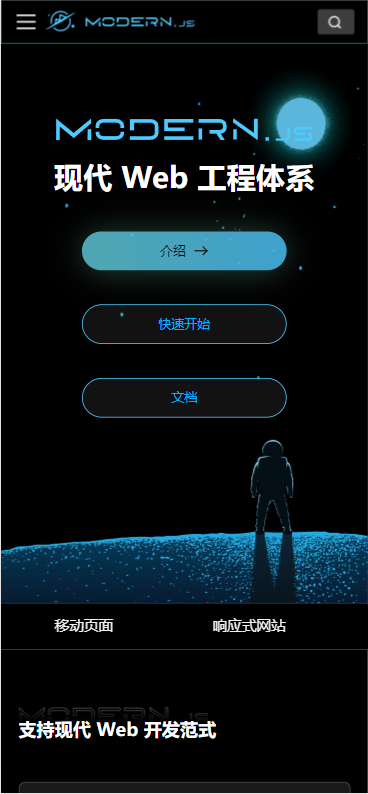 MODERN.JS
MODERN.JS
现代 Web 工程体系
介绍 →
快速开始
文档
移动页面 响应式网站
MODERN.JS
支持现代 Web 开发范式